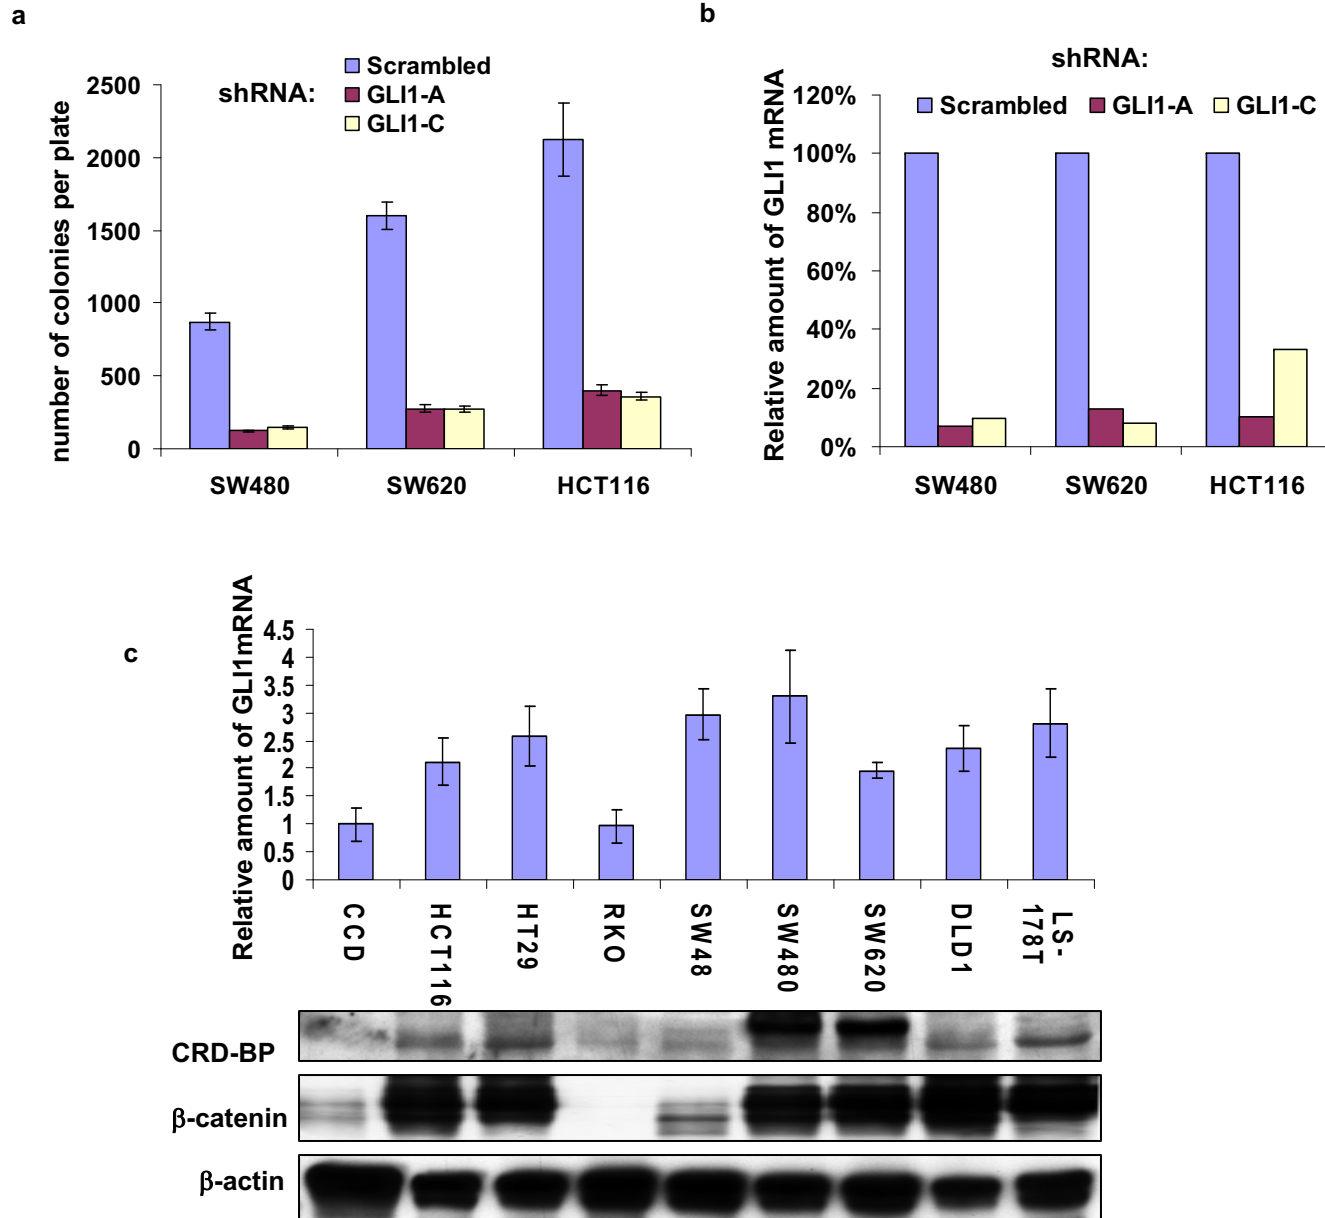 a
number of colonies per plate
2500
2000
1500
1000
500
0
shRNA:
Scrambled
GLI1-A
GLI1-C
SW480
SW620
HCT116
b
Relative amount of GLI1 mRNA
shRNA:
Scrambled
GLI1-A
GLI1-C
120%
100%
80%
60%
40%
20%
0%
SW480
SW620
HCT116
c
Relative amount of GLI1mRNA
4.5
4
3.5
3
2.5
2
1.5
1
0.5
0
CCD
HCT116
HT29
RKO
SW48
SW480
SW620
DLD1
LS-
178T
CRD-BP
β-catenin
β-actin